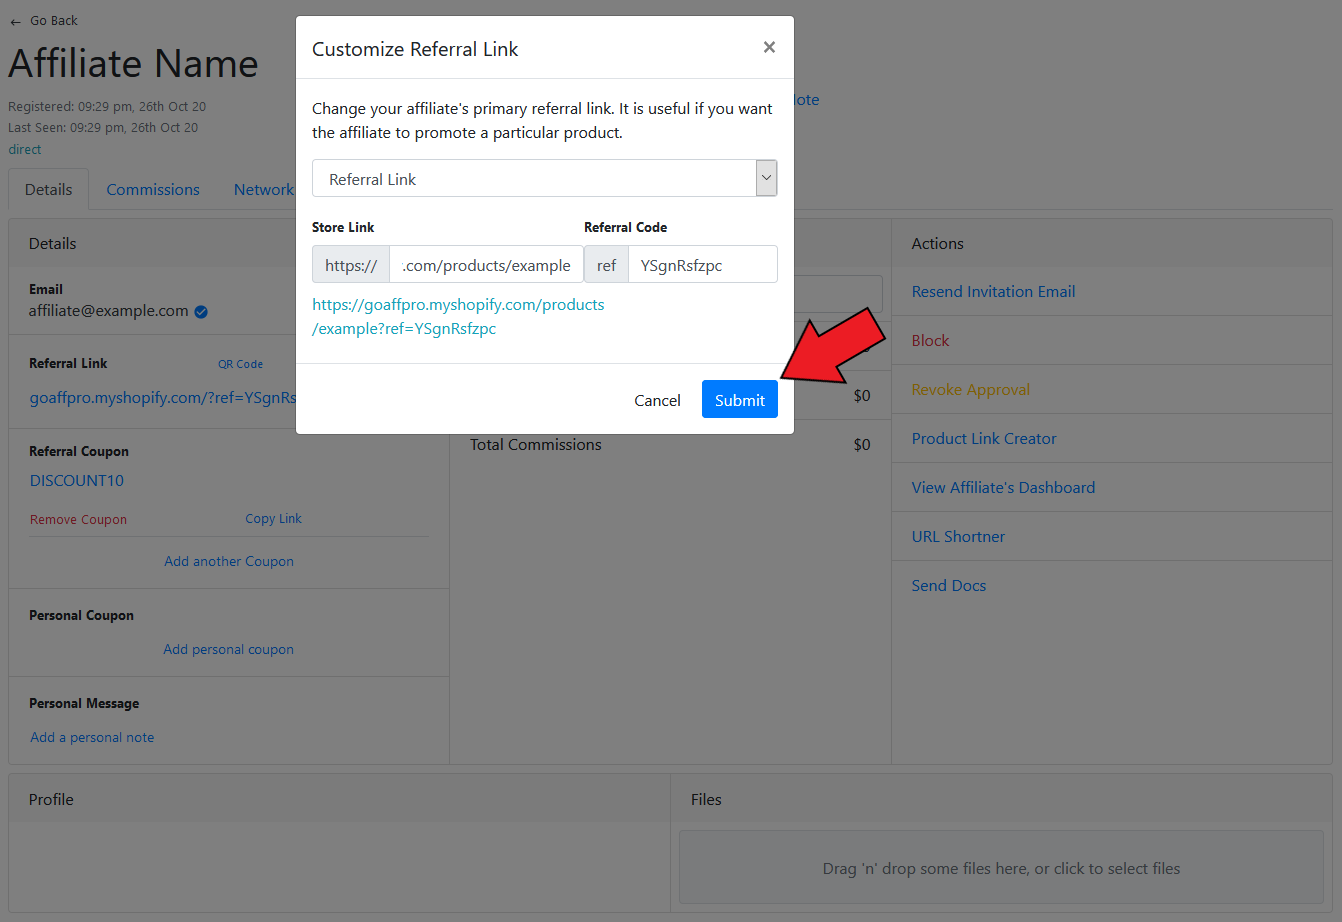 ← Go Back
Affiliate Name
Registered: 09:29 pm, 26th Oct 20
Last Seen: 09:29 pm, 26th Oct 20
direct
Details Commissions Network
Customize Referral Link ×
Change your affiliate's primary referral link. It is useful if you want
the affiliate to promote a particular product.
Referral Link
Store Link Referral Code
https:// .com/products/example ref YSgnRsfzpc
https://goaffpro.myshopify.com/products
/example?ref=YSgnRsfzpc
Cancel Submit
Details
Email
affiliate@example.com
Referral Link QR Code
goaffpro.myshopify.com/?ref=YSgnRs
Referral Coupon
DISCOUNT10
Remove Coupon Copy Link
Add another Coupon
Personal Coupon
Add personal coupon
Personal Message
Add a personal note
$0
Total Commissions $0
Actions
Resend Invitation Email
Block
Revoke Approval
Product Link Creator
View Affiliate's Dashboard
URL Shortner
Send Docs
Profile
Files
Drag 'n' drop some files here, or click to select files